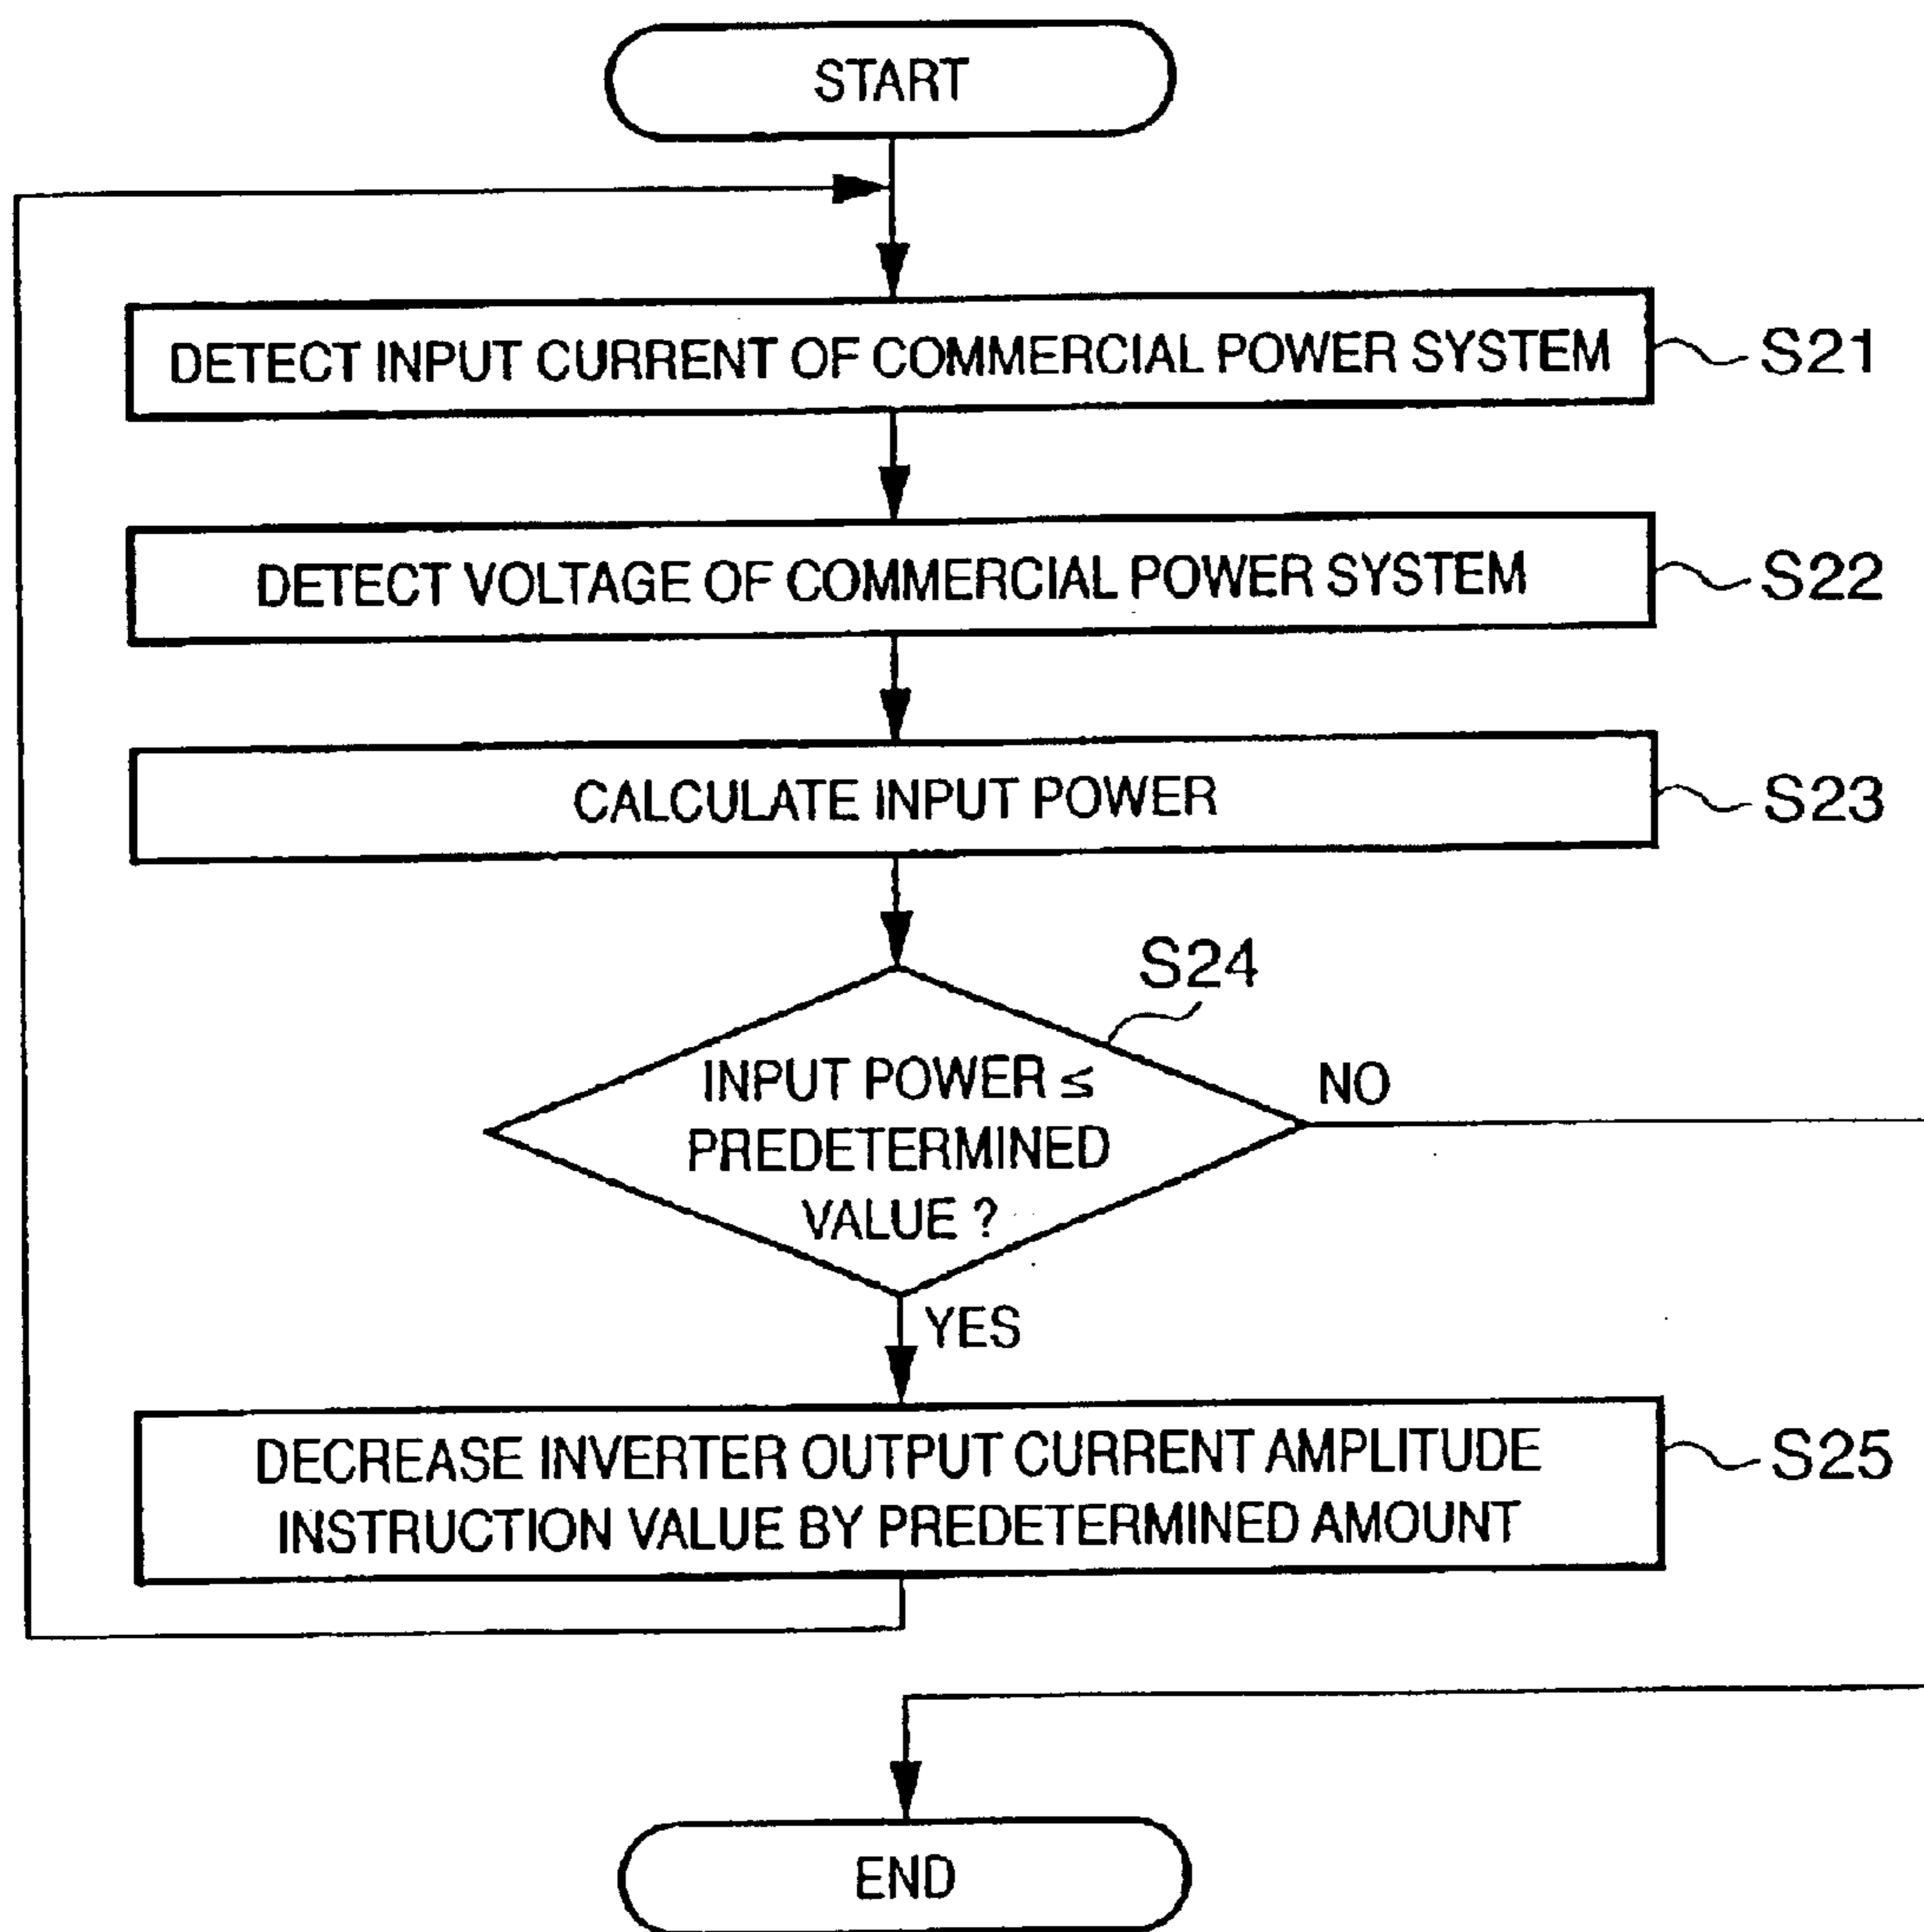 START
DETECT INPUT CURRENT OF COMMERCIAL POWER SYSTEM
S21
DETECT VOLTAGE OF COMMERCIAL POWER SYSTEM
S22
CALCULATE INPUT POWER
S23
S24
INPUT POWER ≤
PREDETERMINED
VALUE ?
NO
YES
DECREASE INVERTER OUTPUT CURRENT AMPLITUDE
INSTRUCTION VALUE BY PREDETERMINED AMOUNT
S25
END